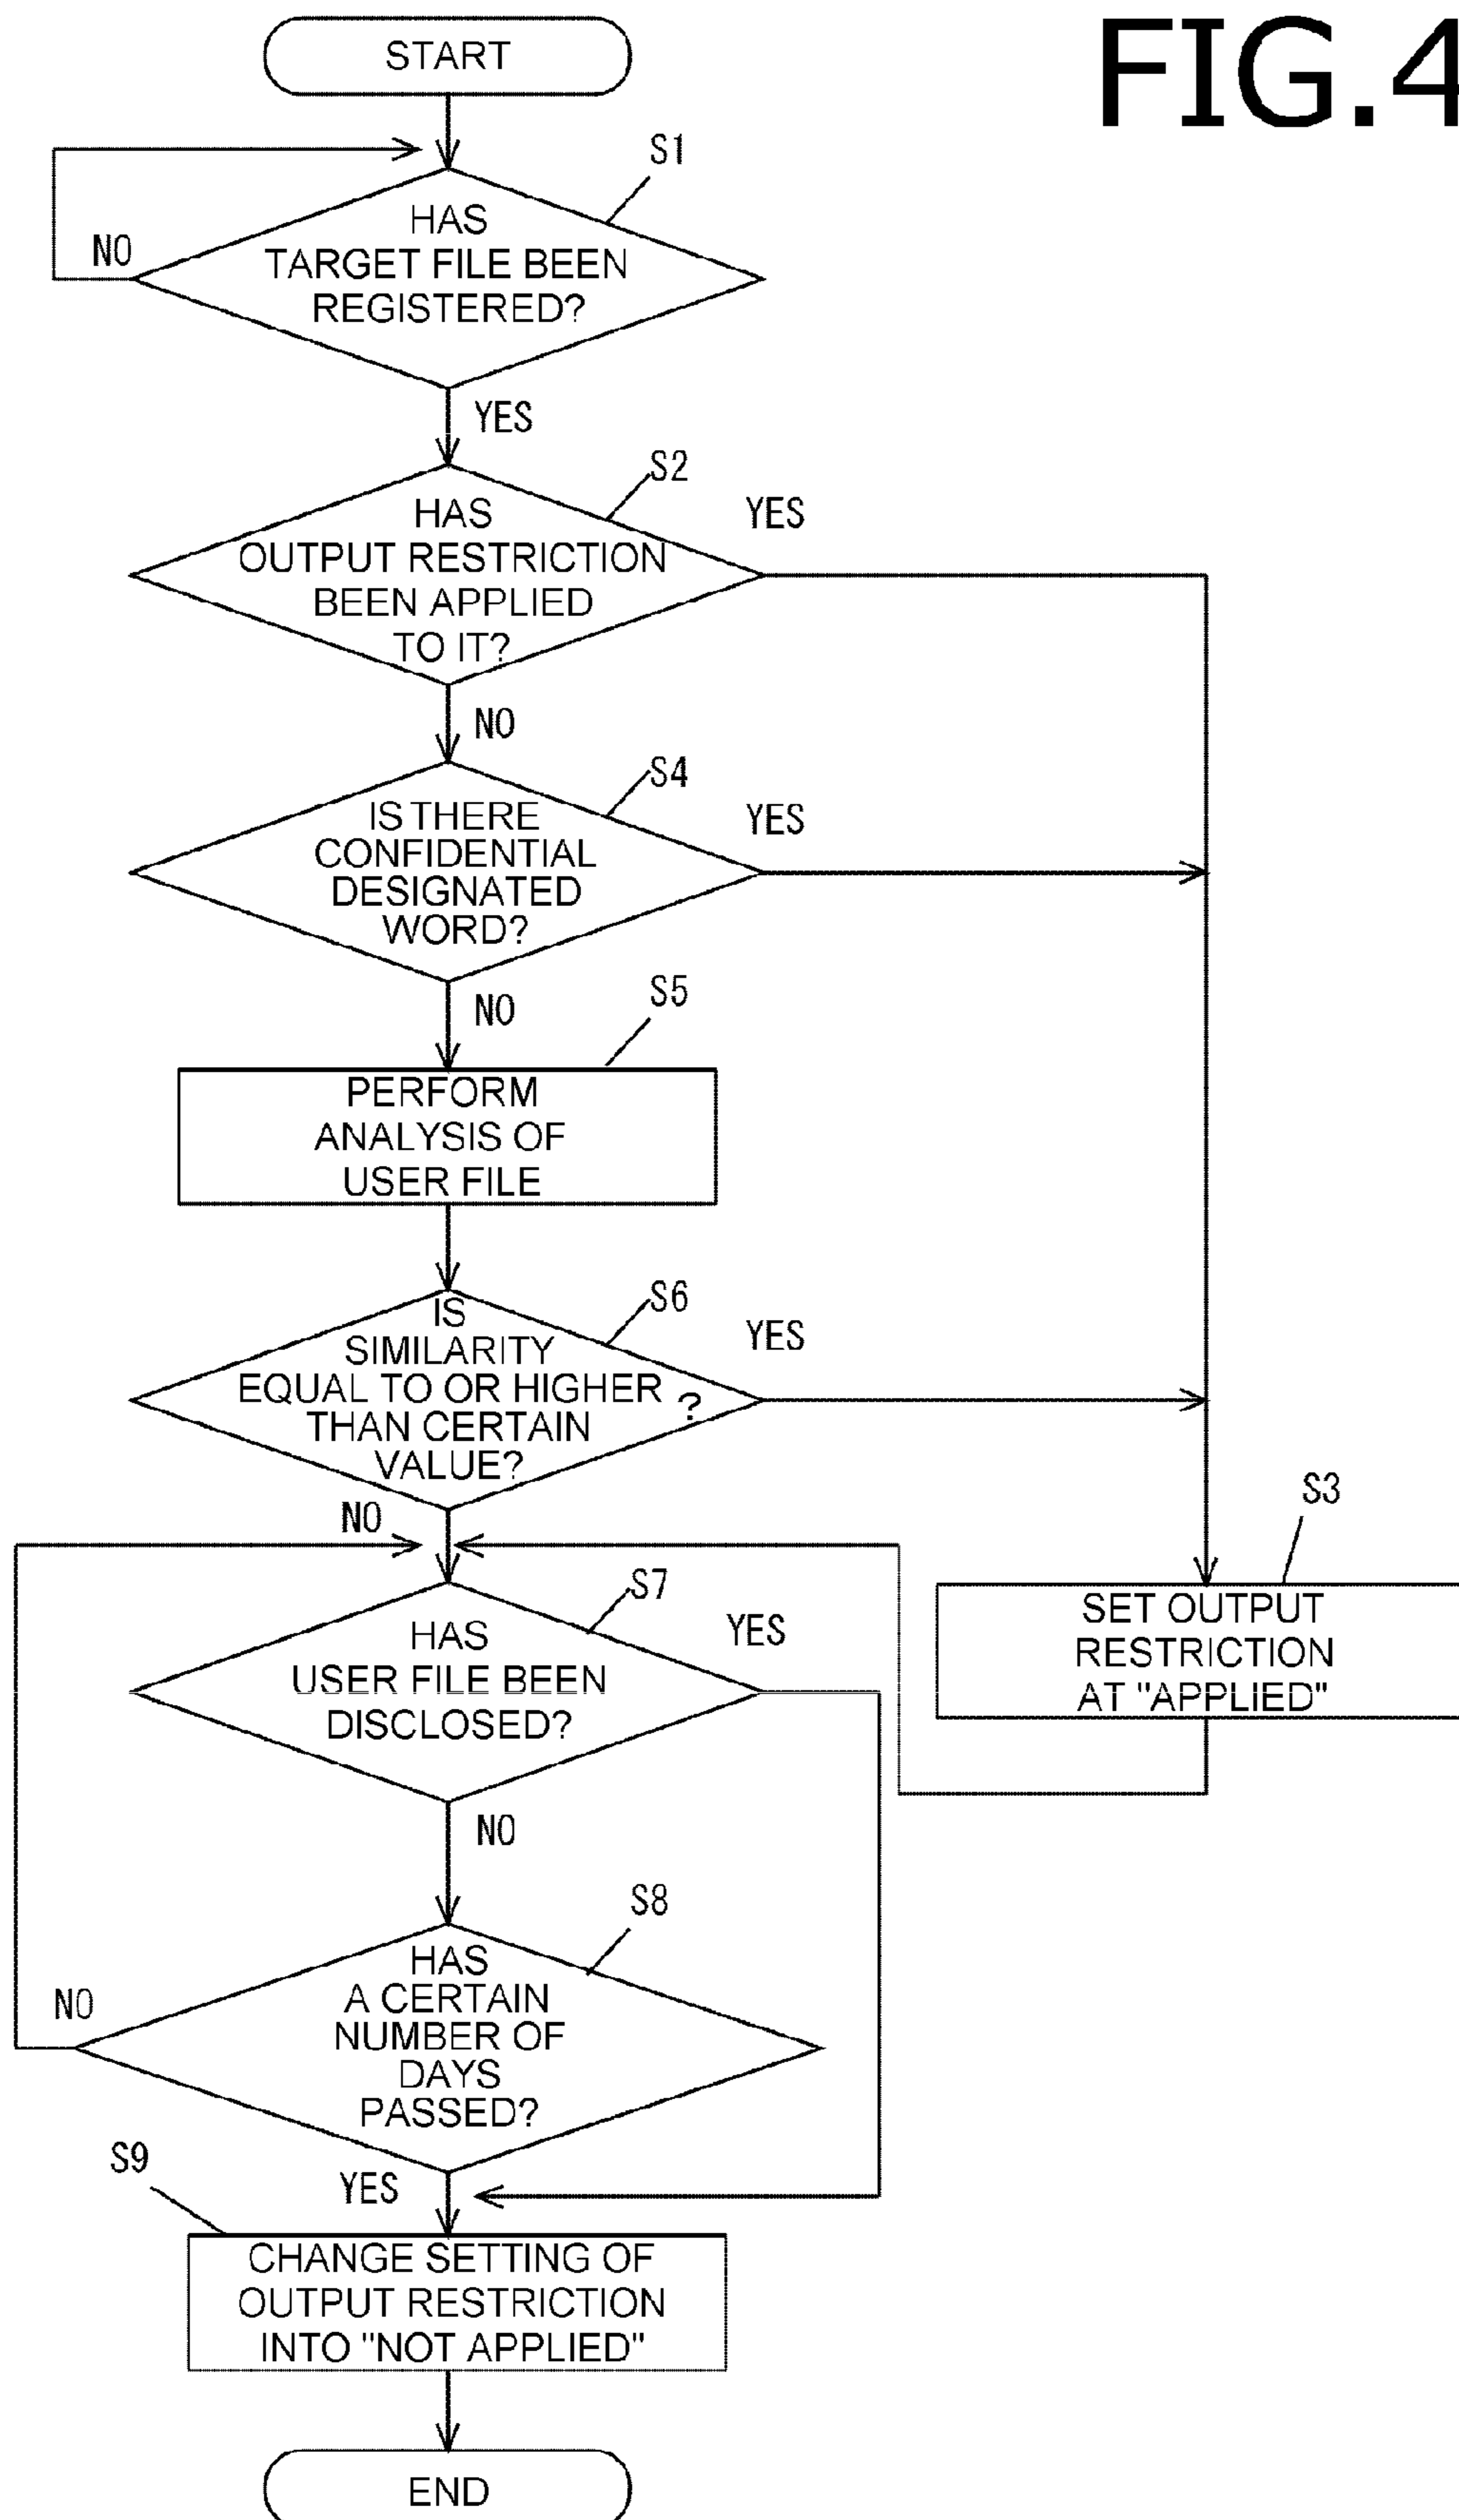 FIG.4
START
S1
HAS
TARGET FILE BEEN
REGISTERED?
NO
YES
S2
HAS
OUTPUT RESTRICTION
BEEN APPLIED
TO IT?
YES
NO
S4
IS THERE
CONFIDENTIAL
DESIGNATED
WORD?
YES
NO
S5
PERFORM
ANALYSIS OF
USER FILE
S6
IS
SIMILARITY
EQUAL TO OR HIGHER ?
THAN CERTAIN
VALUE?
YES
NO
S3
SET OUTPUT
RESTRICTION
AT "APPLIED"
S7
HAS
USER FILE BEEN
DISCLOSED?
YES
NO
S8
HAS
A CERTAIN
NUMBER OF
DAYS
PASSED?
NO
YES
S9
CHANGE SETTING OF
OUTPUT RESTRICTION
INTO "NOT APPLIED"
END